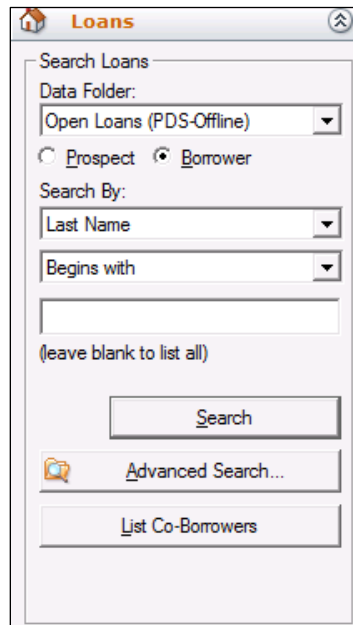 Loans
Search Loans
Data Folder:
Open Loans (PDS-Offline)
Prospect Borrower
Search By:
Last Name
Begins with
(leave blank to list all)
Search
Advanced Search...
List Co-Borrowers